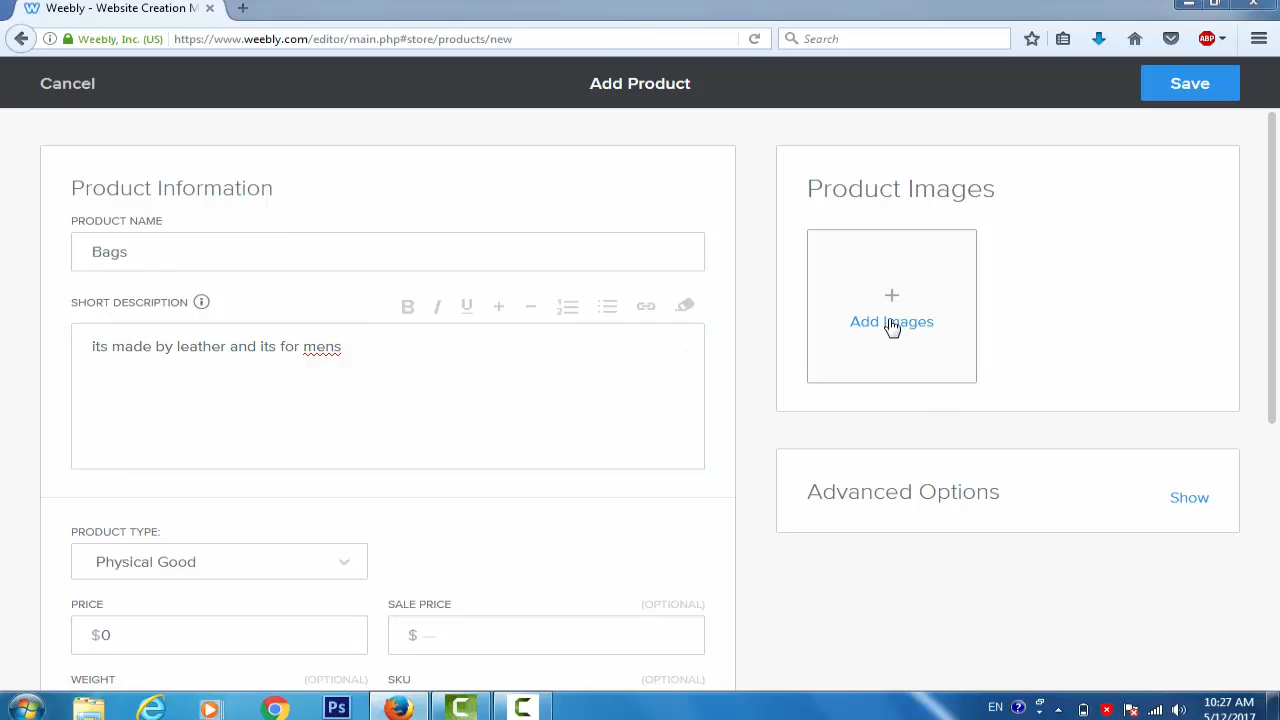 Weebly - Website Creation M
Weebly, Inc. (US)
https://www.weebly.com/editor/main.php#store/products/new
Search
ABP
Cancel
Add Product
Save
Product Information
PRODUCT NAME
Bags
SHORT DESCRIPTION
B I U + −
its made by leather and its for mens
PRODUCT TYPE:
Physical Good
PRICE
$0
SALE PRICE (OPTIONAL)
$ —
WEIGHT (OPTIONAL)
SKU (OPTIONAL)
Product Images
+
Add Images
Advanced Options
Show
Ps
EN
10:27 AM
5/12/2017